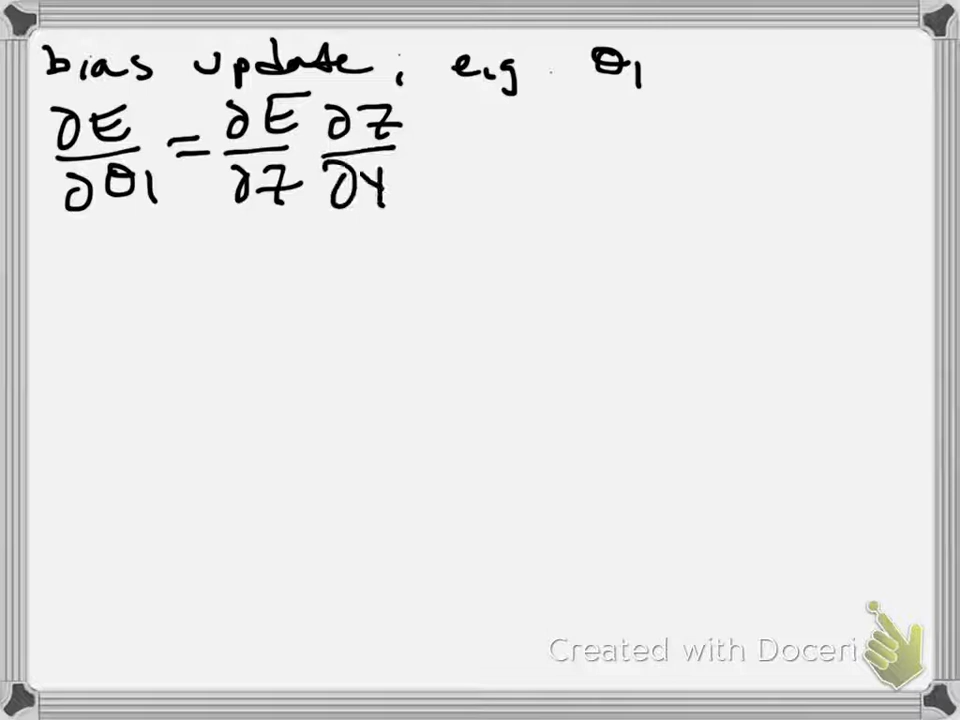 bias update, e.g. θ1
∂E/∂θ1 = ∂E/∂Z ∂Z/∂Y
Created with Doceri